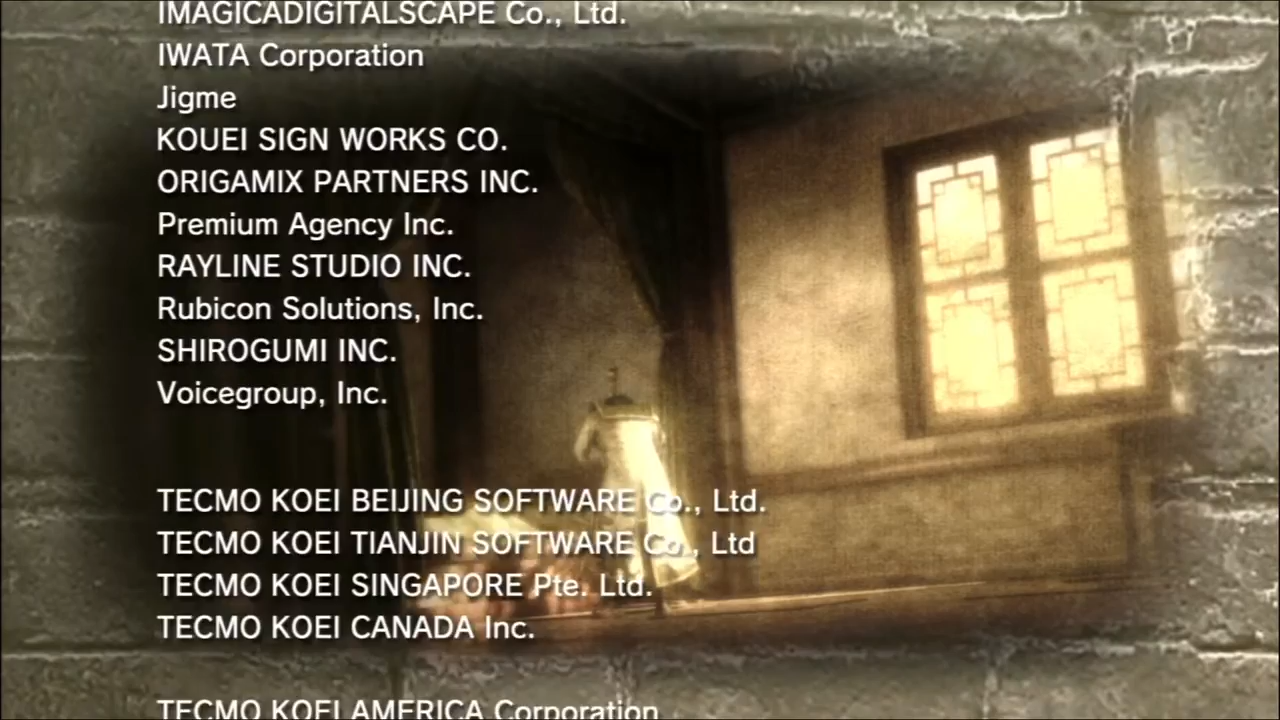 IMAGICADIGITALSCAPE Co., Ltd.
IWATA Corporation
Jigme
KOUEI SIGN WORKS CO.
ORIGAMIX PARTNERS INC.
Premium Agency Inc.
RAYLINE STUDIO INC.
Rubicon Solutions, Inc.
SHIROGUMI INC.
Voicegroup, Inc.
TECMO KOEI BEIJING SOFTWARE Co., Ltd.
TECMO KOEI TIANJIN SOFTWARE Co., Ltd
TECMO KOEI SINGAPORE Pte. Ltd.
TECMO KOEI CANADA Inc.
TECMO KOEI AMERICA Corporation